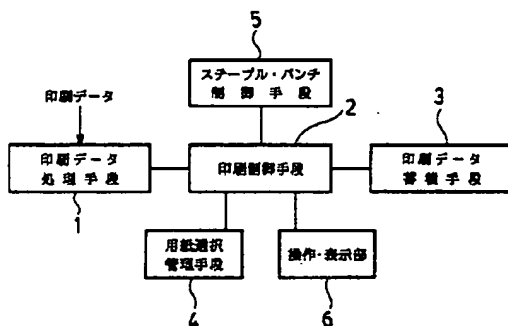 5
ステープル・パンチ
制御手段
印刷データ
2
3
印刷データ
処理手段
印刷制御手段
印刷データ
蓄積手段
1
用紙選択
管理手段
操作・表示部
4
6